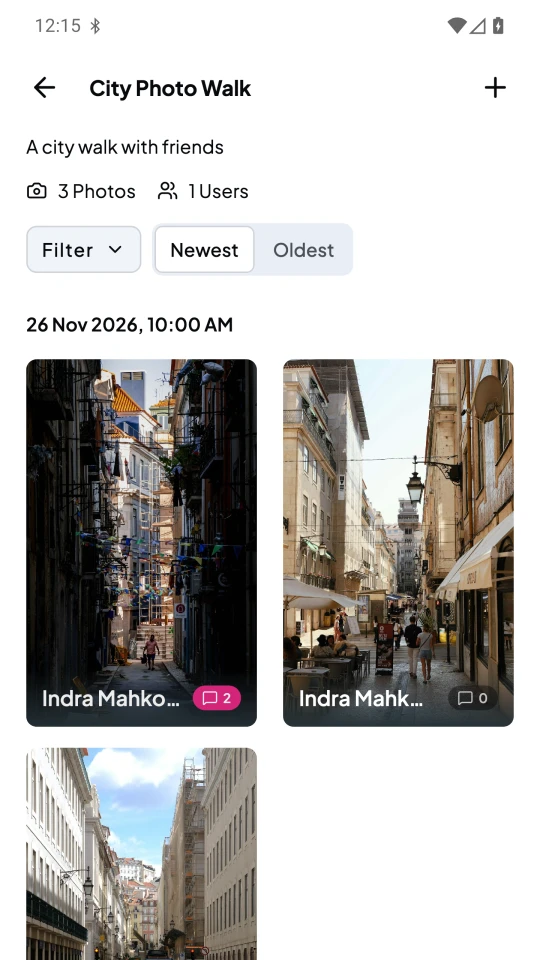 12:15
City Photo Walk
A city walk with friends
3 Photos 1 Users
Filter Newest Oldest
26 Nov 2026, 10:00 AM
Indra Mahko... 2
Indra Mahk... 0